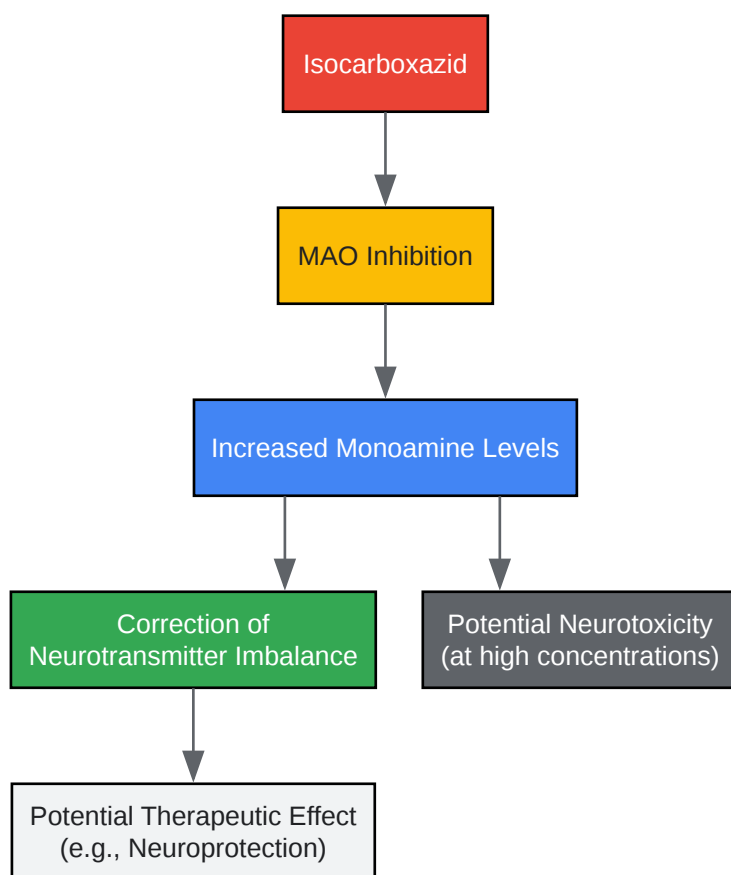 Isocarboxazid
MAO Inhibition
Increased Monoamine Levels
Correction of
Neurotransmitter Imbalance
Potential Neurotoxicity
(at high concentrations)
Potential Therapeutic Effect
(e.g., Neuroprotection)